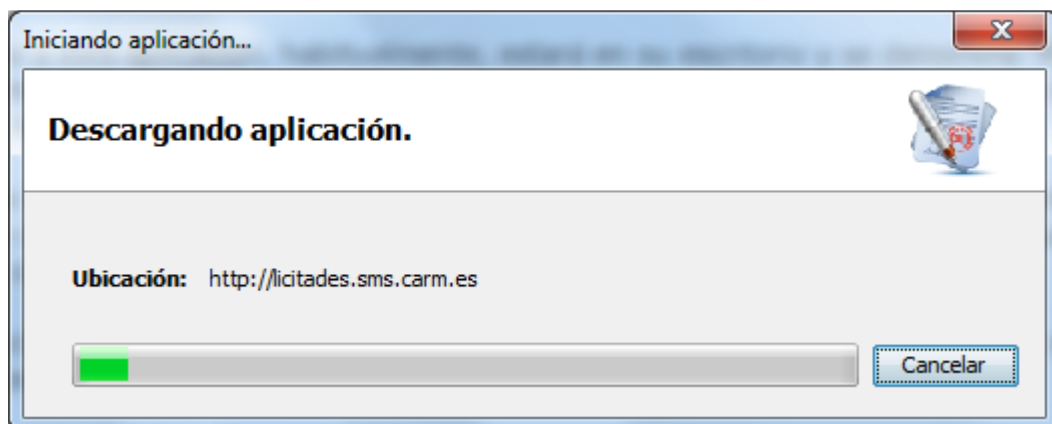 Iniciando aplicación...
Descargando aplicación.
Ubicación: http://licitades.sms.carm.es
Cancelar